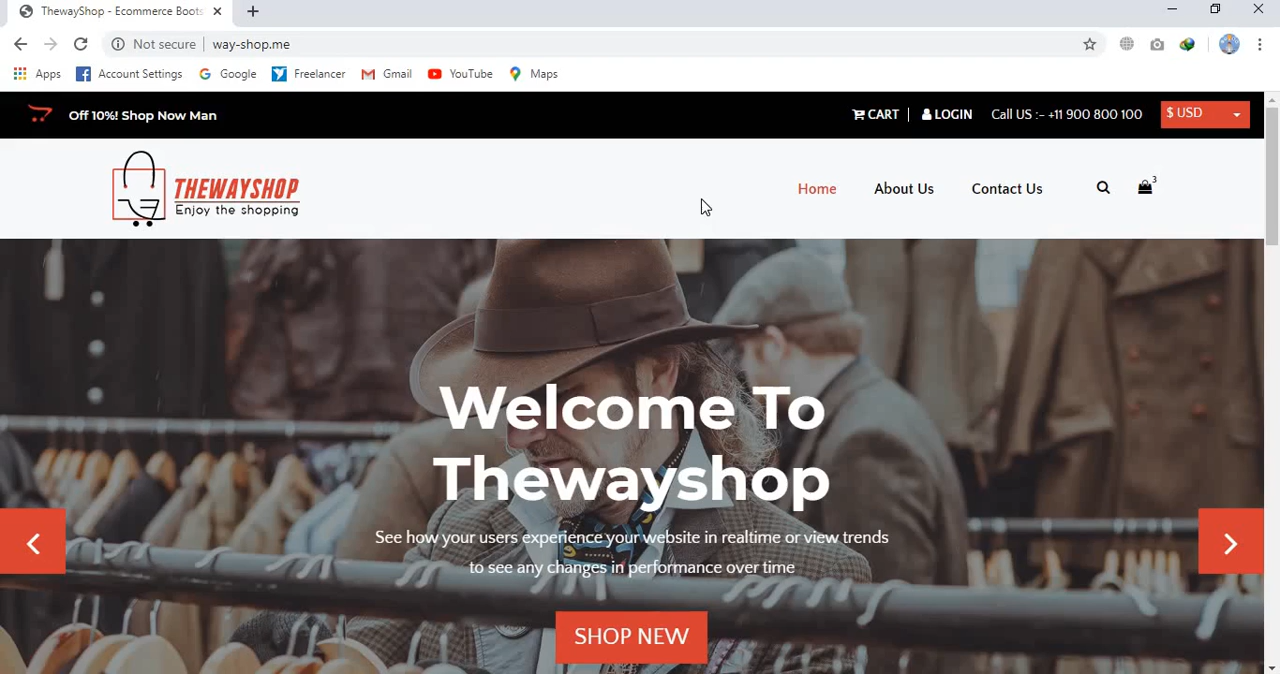 ThewayShop - Ecommerce Boots
Not secure way-shop.me
Apps Account Settings Google Freelancer Gmail YouTube Maps
Off 10%! Shop Now Man CART LOGIN Call US :- +11 900 800 100 $ USD
THEWAYSHOP
Enjoy the shopping
Home About Us Contact Us 3
Welcome To
Thewayshop
See how your users experience your website in realtime or view trends
to see any changes in performance over time
SHOP NEW